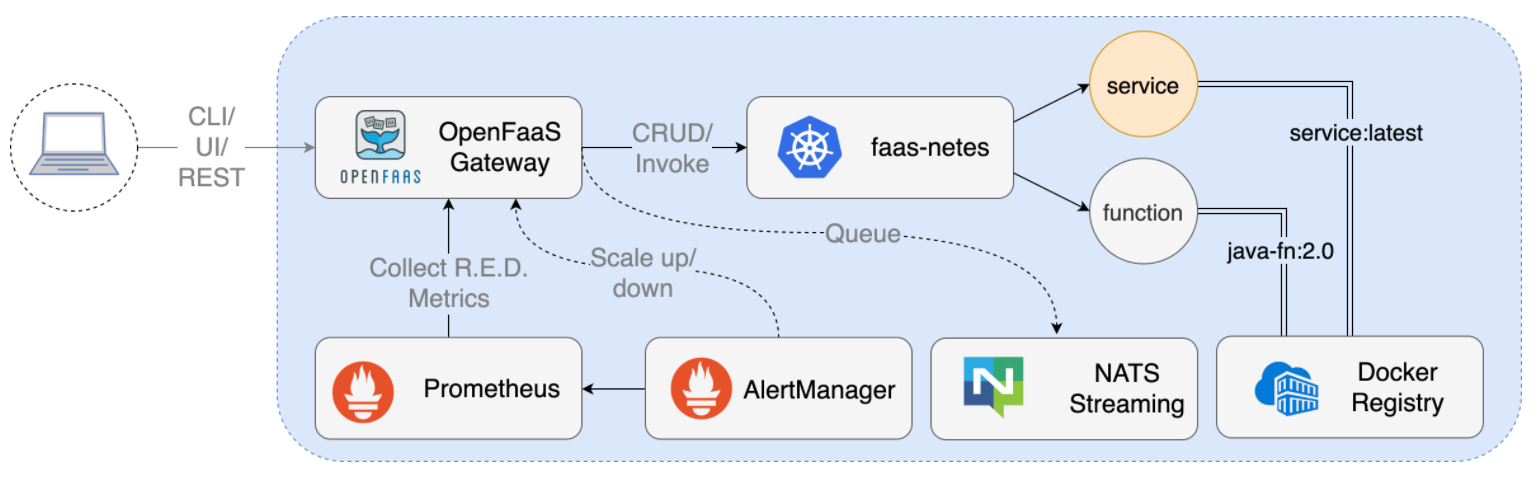 CLI/
UI/
REST
OPENFAAS
OpenFaaS
Gateway
CRUD/
Invoke
faas-netes
service
service:latest
function
java-fn:2.0
Queue
Collect R.E.D.
Metrics
Scale up/
down
Prometheus
AlertManager
N
NATS
Streaming
Docker
Registry